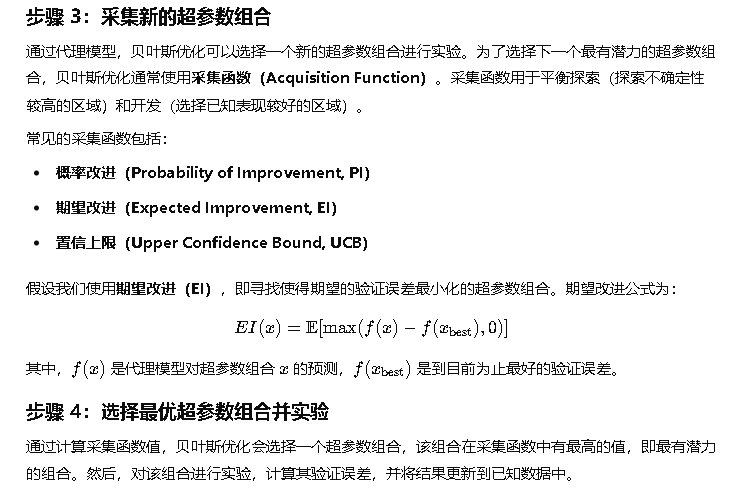 步骤 3：采集新的超参数组合
通过代理模型，贝叶斯优化可以选择一个新的超参数组合进行实验。为了选择下一个最有潜力的超参数组
合，贝叶斯优化通常使用采集函数（Acquisition Function）。采集函数用于平衡探索（探索不确定性
较高的区域）和开发（选择已知表现较好的区域）。
常见的采集函数包括：
• 概率改进（Probability of Improvement, PI）
• 期望改进（Expected Improvement, EI）
• 置信上限（Upper Confidence Bound, UCB）
假设我们使用期望改进（EI），即寻找使得期望的验证误差最小化的超参数组合。期望改进公式为：
EI(x) = 𝔼[max(f(x) − f(x_best), 0)]
其中，f(x) 是代理模型对超参数组合 x 的预测，f(x_best) 是到目前为止最好的验证误差。
步骤 4：选择最优超参数组合并实验
通过计算采集函数值，贝叶斯优化会选择一个超参数组合，该组合在采集函数中有最高的值，即最有潜力
的组合。然后，对该组合进行实验，计算其验证误差，并将结果更新到已知数据中。